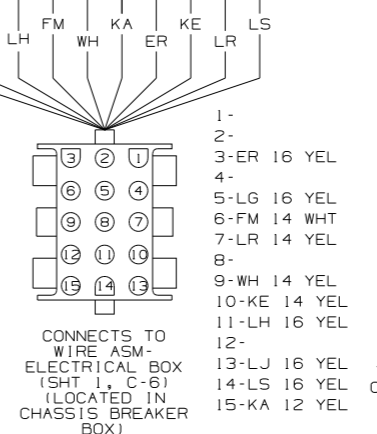 FM KA KE LS
LH WH ER LR
3 2 1
6 5 4
9 8 7
12 11 10
15 14 13
1-
2-
3-ER 16 YEL
4-
5-LG 16 YEL
6-FM 14 WHT
7-LR 14 YEL
8-
9-WH 14 YEL
10-KE 14 YEL
11-LH 16 YEL
12-
13-LJ 16 YEL
14-LS 16 YEL
15-KA 12 YEL
CONNECTS TO
WIRE ASM-
ELECTRICAL BOX
(SHT 1, C-6)
(LOCATED IN
CHASSIS BREAKER
BOX)